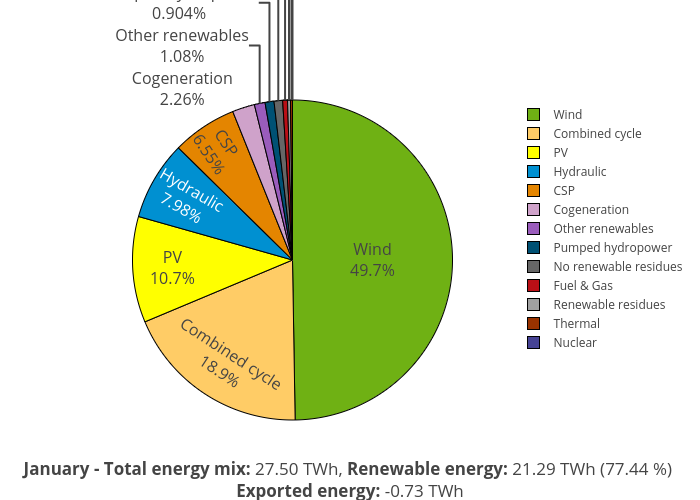 0.904%
Other renewables
1.08%
Cogeneration
2.26%
CSP
6.55%
Hydraulic
7.98%
PV
10.7%
Combined cycle
18.9%
Wind
49.7%
Wind
Combined cycle
PV
Hydraulic
CSP
Cogeneration
Other renewables
Pumped hydropower
No renewable residues
Fuel & Gas
Renewable residues
Thermal
Nuclear
January - Total energy mix: 27.50 TWh, Renewable energy: 21.29 TWh (77.44 %)
Exported energy: -0.73 TWh